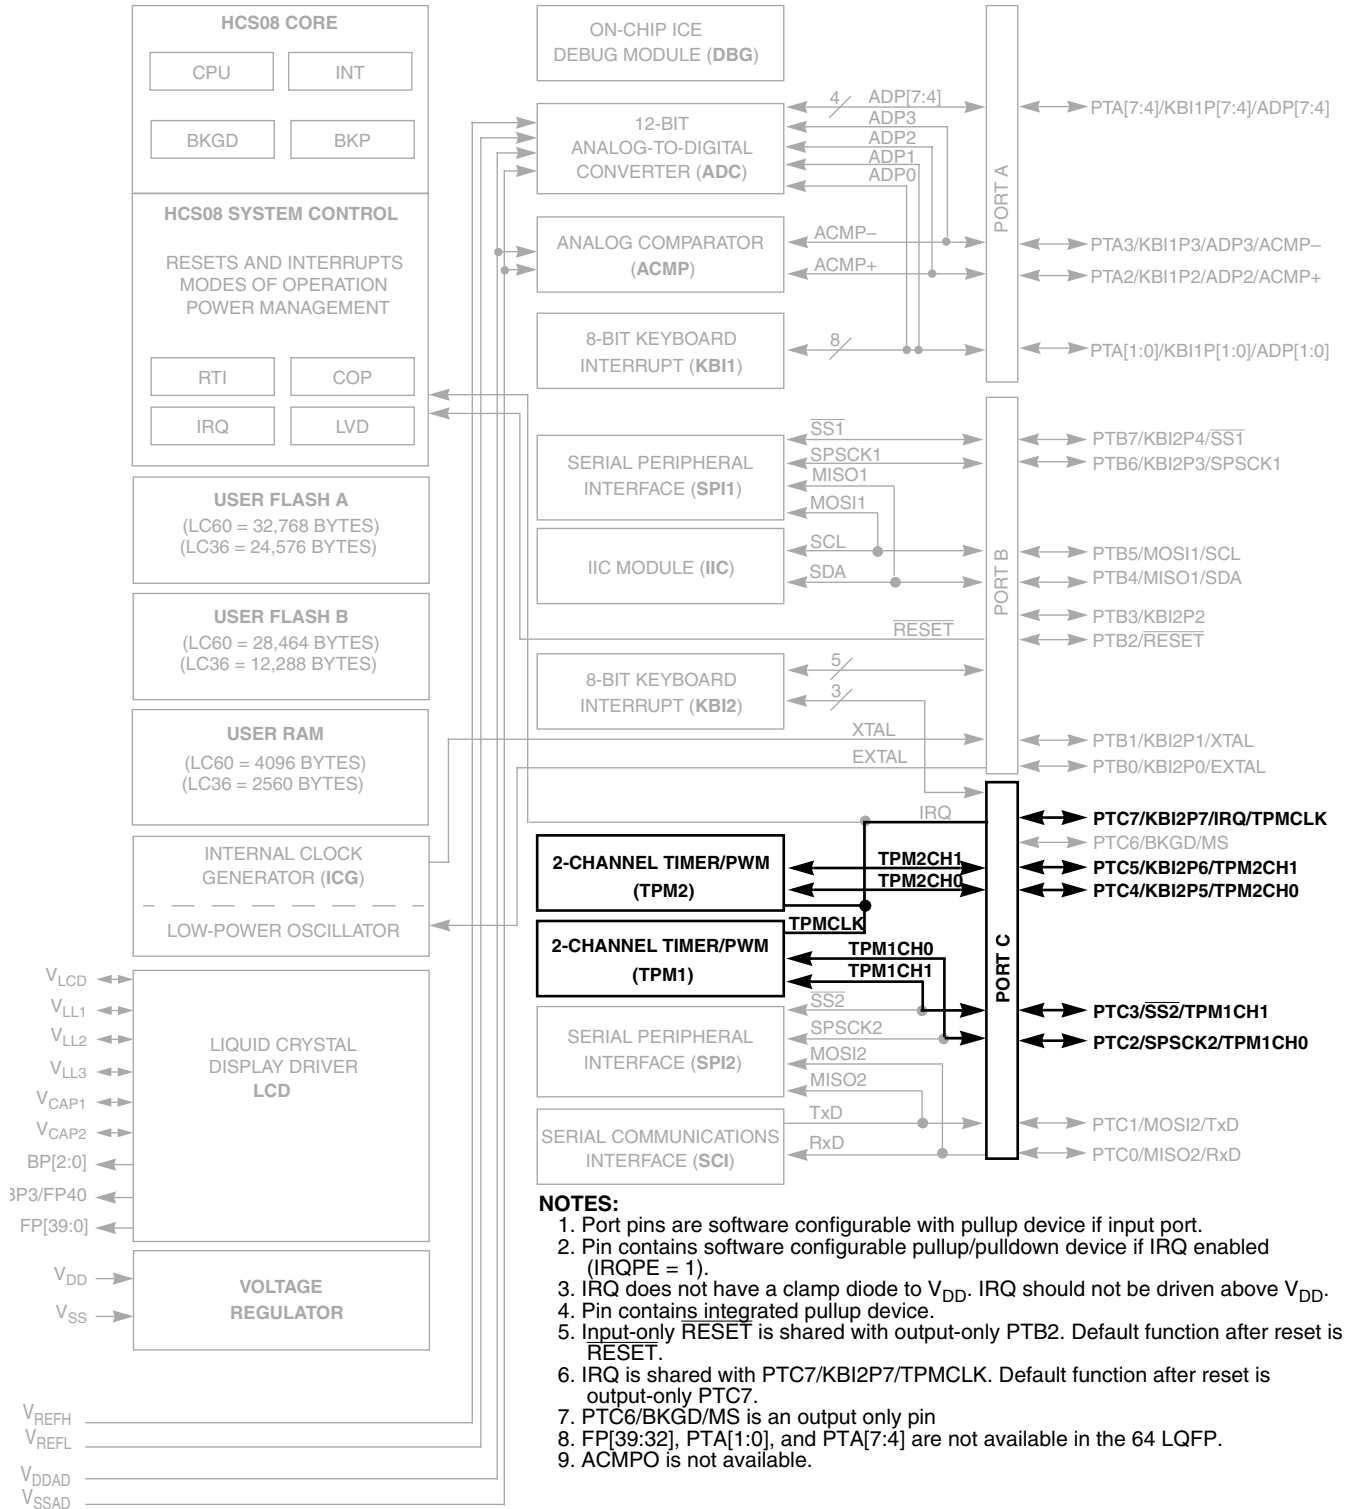 HCS08 CORE
CPU
INT
BKGD
BKP
HCS08 SYSTEM CONTROL
RESETS AND INTERRUPTS
MODES OF OPERATION
POWER MANAGEMENT
RTI
COP
IRQ
LVD
USER FLASH A
(LC60 = 32,768 BYTES)
(LC36 = 24,576 BYTES)
USER FLASH B
(LC60 = 28,464 BYTES)
(LC36 = 12,288 BYTES)
USER RAM
(LC60 = 4096 BYTES)
(LC36 = 2560 BYTES)
INTERNAL CLOCK
GENERATOR (ICG)
LOW-POWER OSCILLATOR
VLCD
VLL1
VLL2
VLL3
VCAP1
VCAP2
BP[2:0]
BP3/FP40
FP[39:0]
LIQUID CRYSTAL
DISPLAY DRIVER
LCD
VDD
VSS
VOLTAGE
REGULATOR
VREFH
VREFL
VDDAD
VSSAD
ON-CHIP ICE
DEBUG MODULE (DBG)
12-BIT
ANALOG-TO-DIGITAL
CONVERTER (ADC)
4
ADP[7:4]
ADP3
ADP2
ADP1
ADP0
ANALOG COMPARATOR
(ACMP)
ACMP–
ACMP+
8-BIT KEYBOARD
INTERRUPT (KBI1)
8
PORT A
PTA[7:4]/KBI1P[7:4]/ADP[7:4]
PTA3/KBI1P3/ADP3/ACMP–
PTA2/KBI1P2/ADP2/ACMP+
PTA[1:0]/KBI1P[1:0]/ADP[1:0]
SERIAL PERIPHERAL
INTERFACE (SPI1)
SS1
SPSCK1
MISO1
MOSI1
IIC MODULE (IIC)
SCL
SDA
RESET
8-BIT KEYBOARD
INTERRUPT (KBI2)
5
3
XTAL
EXTAL
PORT B
PTB7/KBI2P4/SS1
PTB6/KBI2P3/SPSCK1
PTB5/MOSI1/SCL
PTB4/MISO1/SDA
PTB3/KBI2P2
PTB2/RESET
PTB1/KBI2P1/XTAL
PTB0/KBI2P0/EXTAL
IRQ
2-CHANNEL TIMER/PWM
(TPM2)
TPM2CH1
TPM2CH0
TPMCLK
2-CHANNEL TIMER/PWM
(TPM1)
TPM1CH0
TPM1CH1
SERIAL PERIPHERAL
INTERFACE (SPI2)
SS2
SPSCK2
MOSI2
MISO2
SERIAL COMMUNICATIONS
INTERFACE (SCI)
TxD
RxD
PORT C
PTC7/KBI2P7/IRQ/TPMCLK
PTC6/BKGD/MS
PTC5/KBI2P6/TPM2CH1
PTC4/KBI2P5/TPM2CH0
PTC3/SS2/TPM1CH1
PTC2/SPSCK2/TPM1CH0
PTC1/MOSI2/TxD
PTC0/MISO2/RxD
NOTES:
1. Port pins are software configurable with pullup device if input port.
2. Pin contains software configurable pullup/pulldown device if IRQ enabled
(IRQPE = 1).
3. IRQ does not have a clamp diode to VDD. IRQ should not be driven above VDD.
4. Pin contains integrated pullup device.
5. Input-only RESET is shared with output-only PTB2. Default function after reset is
RESET.
6. IRQ is shared with PTC7/KBI2P7/TPMCLK. Default function after reset is
output-only PTC7.
7. PTC6/BKGD/MS is an output only pin
8. FP[39:32], PTA[1:0], and PTA[7:4] are not available in the 64 LQFP.
9. ACMPO is not available.